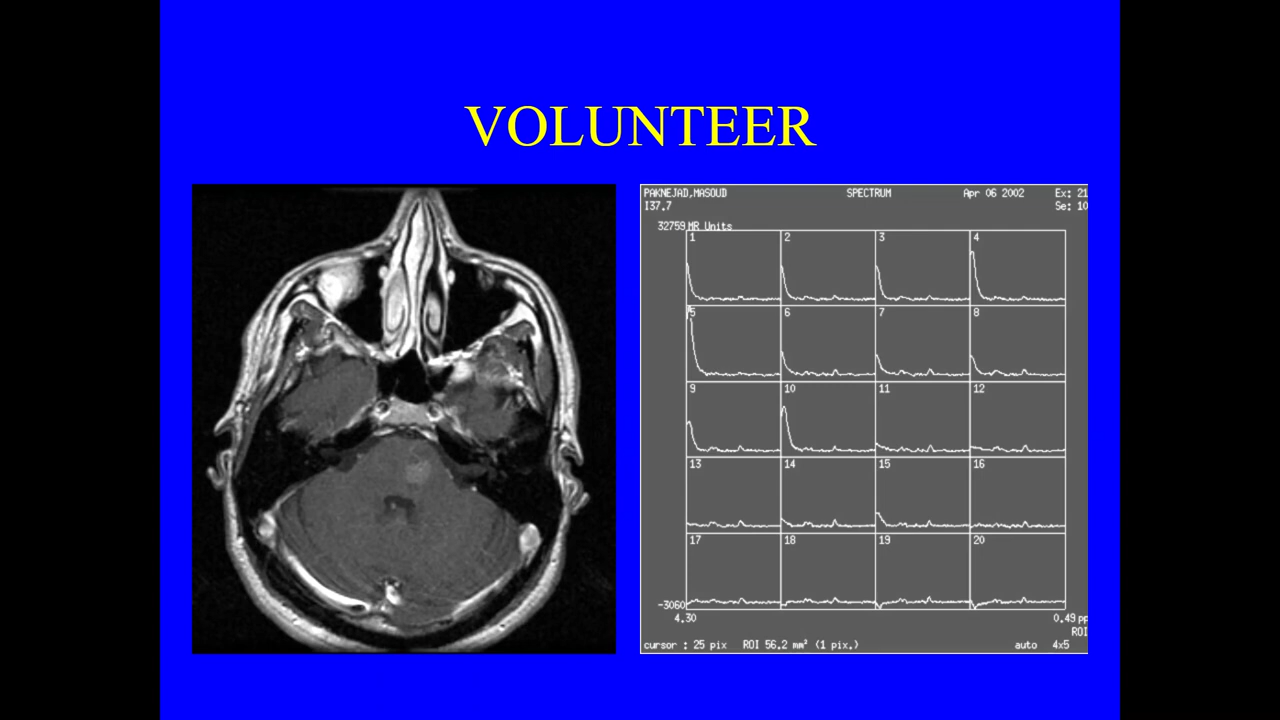 VOLUNTEER
PAKNEJAD,MASOUD SPECTRUM Apr 06 2002 Ex: 21
I37.7 Se: 10
32759 MR Units
1 2 3 4
5 6 7 8
9 10 11 12
13 14 15 16
17 18 19 20
-3060
4.30 0.49 pp
ROI
cursor : 25 pix ROI 56.2 mm² (1 pix.) auto 4x5